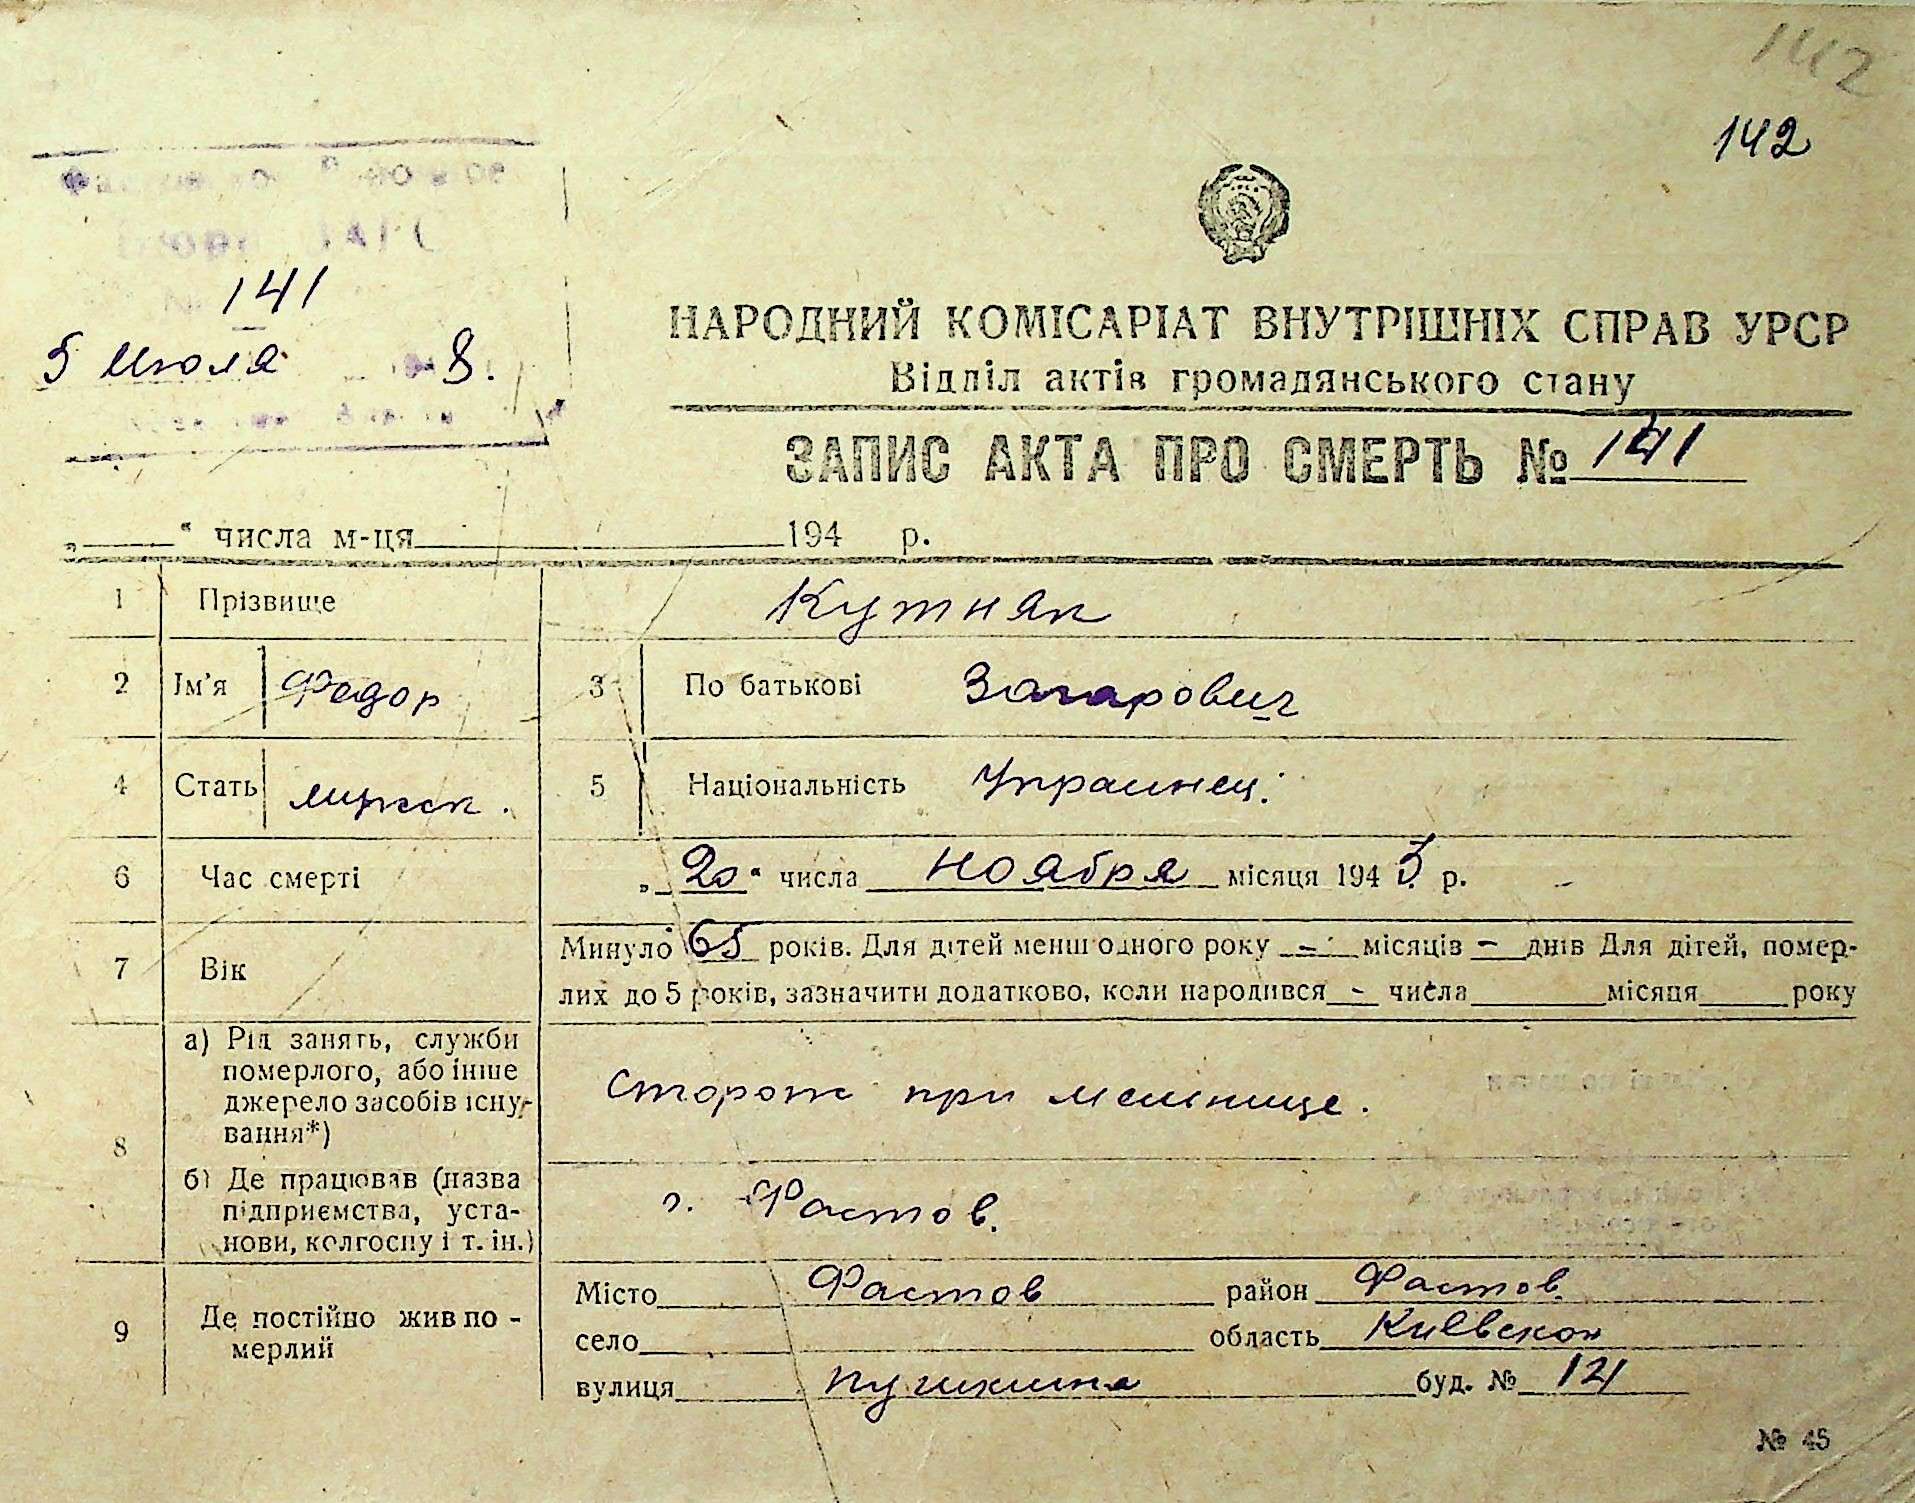 142
142
141
5 июля 8.
НАРОДНИЙ КОМІСАРІАТ ВНУТРІШНІХ СПРАВ УРСР
Відділ актів громадянського стану
ЗАПИС АКТА ПРО СМЕРТЬ № 141
„ “ числа м-ця 194 р.
1 Прізвище Кутняк
2 Ім'я Федор 3 По батькові Захарович
4 Стать мужск. 5 Національність Украинец.
6 Час смерті „20“ числа ноября місяця 1943 р. -
7 Вік Минуло 65 років. Для дітей менш одного року - місяців - днів Для дітей, помер-
лих до 5 років, зазначити додатково, коли народився - числа місяця року
8 а) Рід занять, служби
померлого, або інше
джерело засобів існу-
вання*)
Сторож при мельнице.
б) Де працював (назва
підприємства, уста-
нови, колгоспу і т. ін.)
г. Фастов.
9 Де постійно жив по-
мерлий
Місто Фастов район Фастов.
село область Киевской
вулиця Пушкина буд. № 121
№ 45